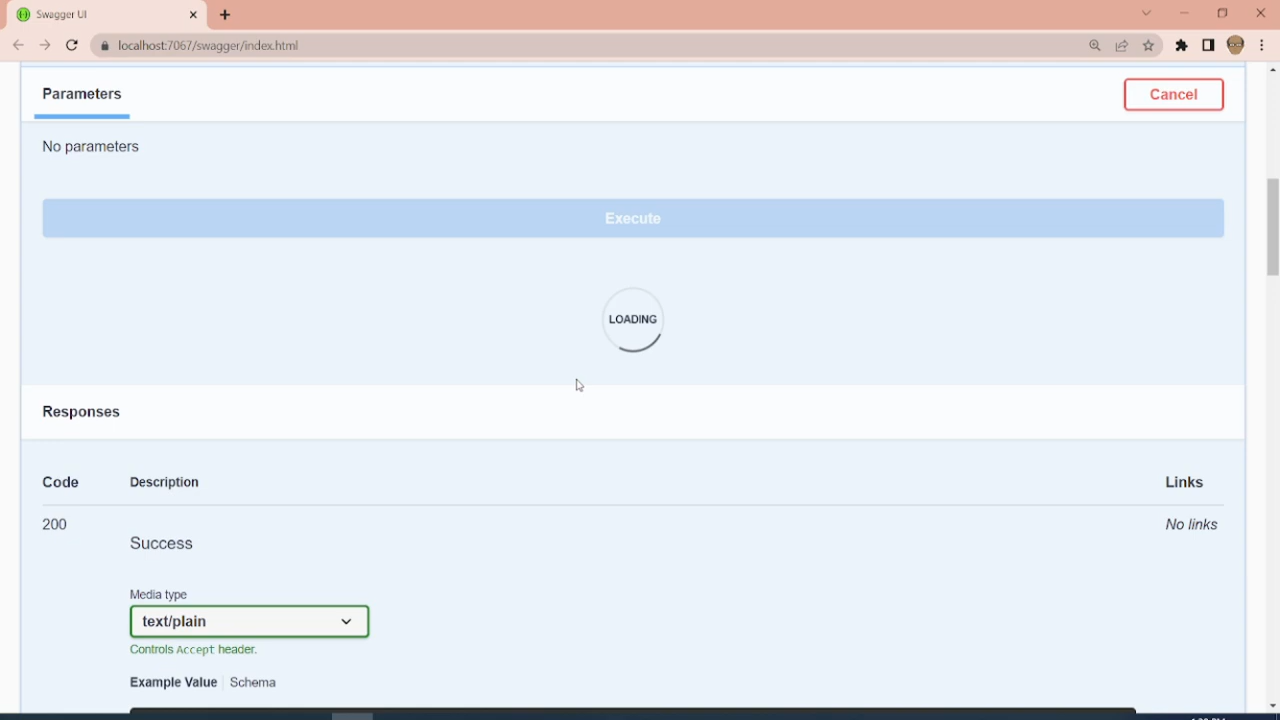 Swagger UI
localhost:7067/swagger/index.html
Parameters
Cancel
No parameters
Execute
LOADING
Responses
Code Description Links
200 Success No links
Media type
text/plain
Controls Accept header.
Example Value Schema